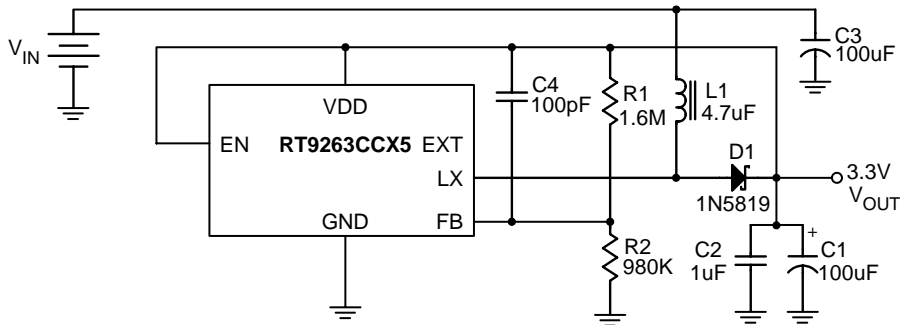 VIN
C3
100uF
VDD
C4
100pF
R1
1.6M
L1
4.7uF
EN
RT9263CCX5
EXT
LX
D1
1N5819
3.3V
VOUT
GND
FB
R2
980K
C2
1uF
+
C1
100uF